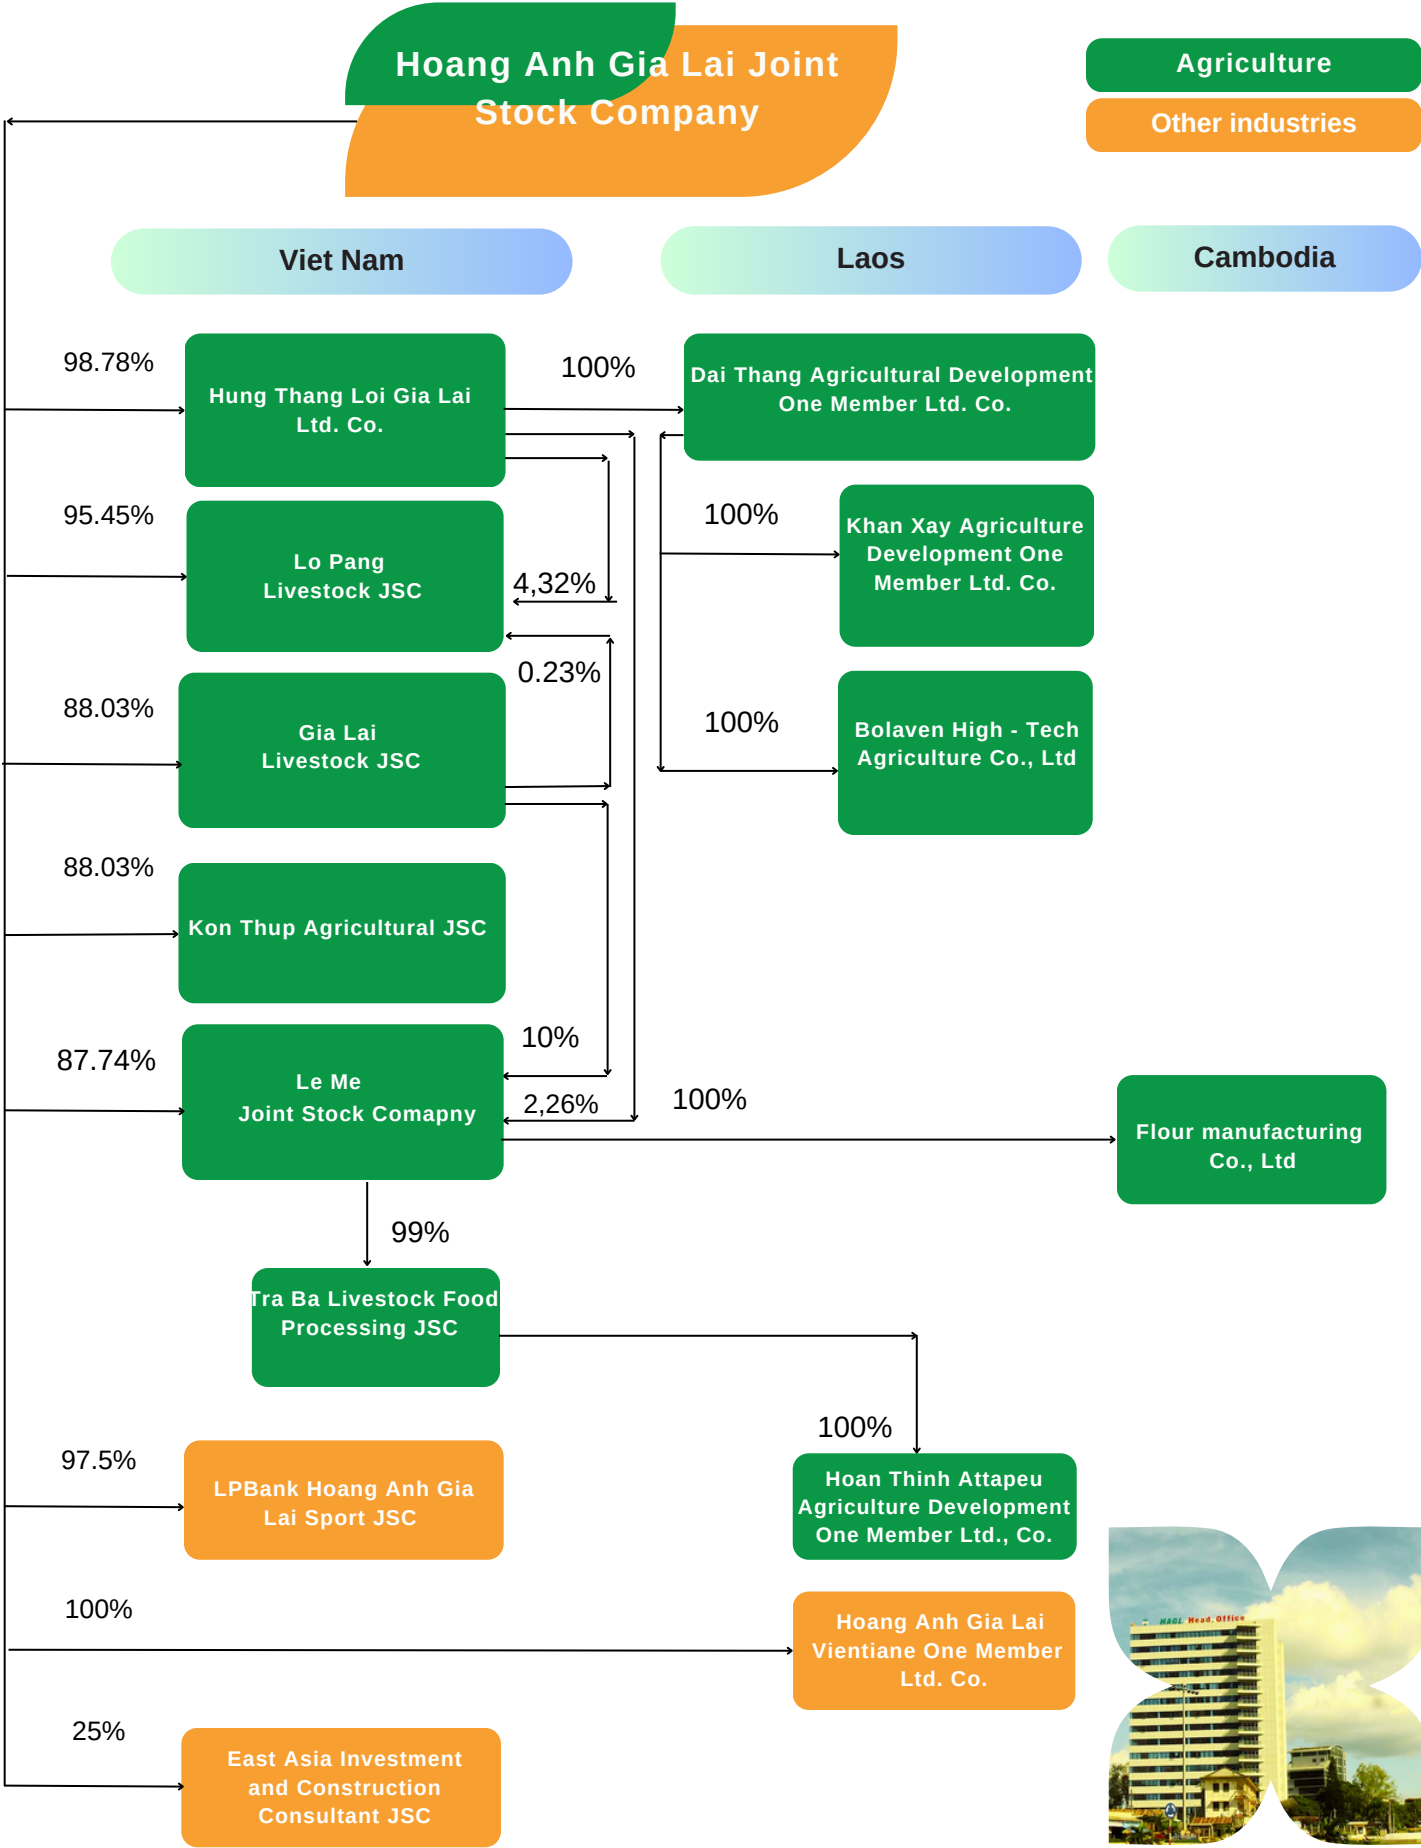 Hoang Anh Gia Lai Joint
Stock Company
Agriculture
Other industries
Viet Nam
Laos
Cambodia
98.78%
Hung Thang Loi Gia Lai
Ltd. Co.
100%
Dai Thang Agricultural Development
One Member Ltd. Co.
95.45%
Lo Pang
Livestock JSC
4,32%
100%
Khan Xay Agriculture
Development One
Member Ltd. Co.
0.23%
88.03%
Gia Lai
Livestock JSC
100%
Bolaven High - Tech
Agriculture Co., Ltd
88.03%
Kon Thup Agricultural JSC
87.74%
Le Me
Joint Stock Comapny
10%
2,26%
100%
Flour manufacturing
Co., Ltd
99%
Tra Ba Livestock Food
Processing JSC
100%
Hoan Thinh Attapeu
Agriculture Development
One Member Ltd., Co.
97.5%
LPBank Hoang Anh Gia
Lai Sport JSC
100%
Hoang Anh Gia Lai
Vientiane One Member
Ltd. Co.
HAGL Head Office
25%
East Asia Investment
and Construction
Consultant JSC